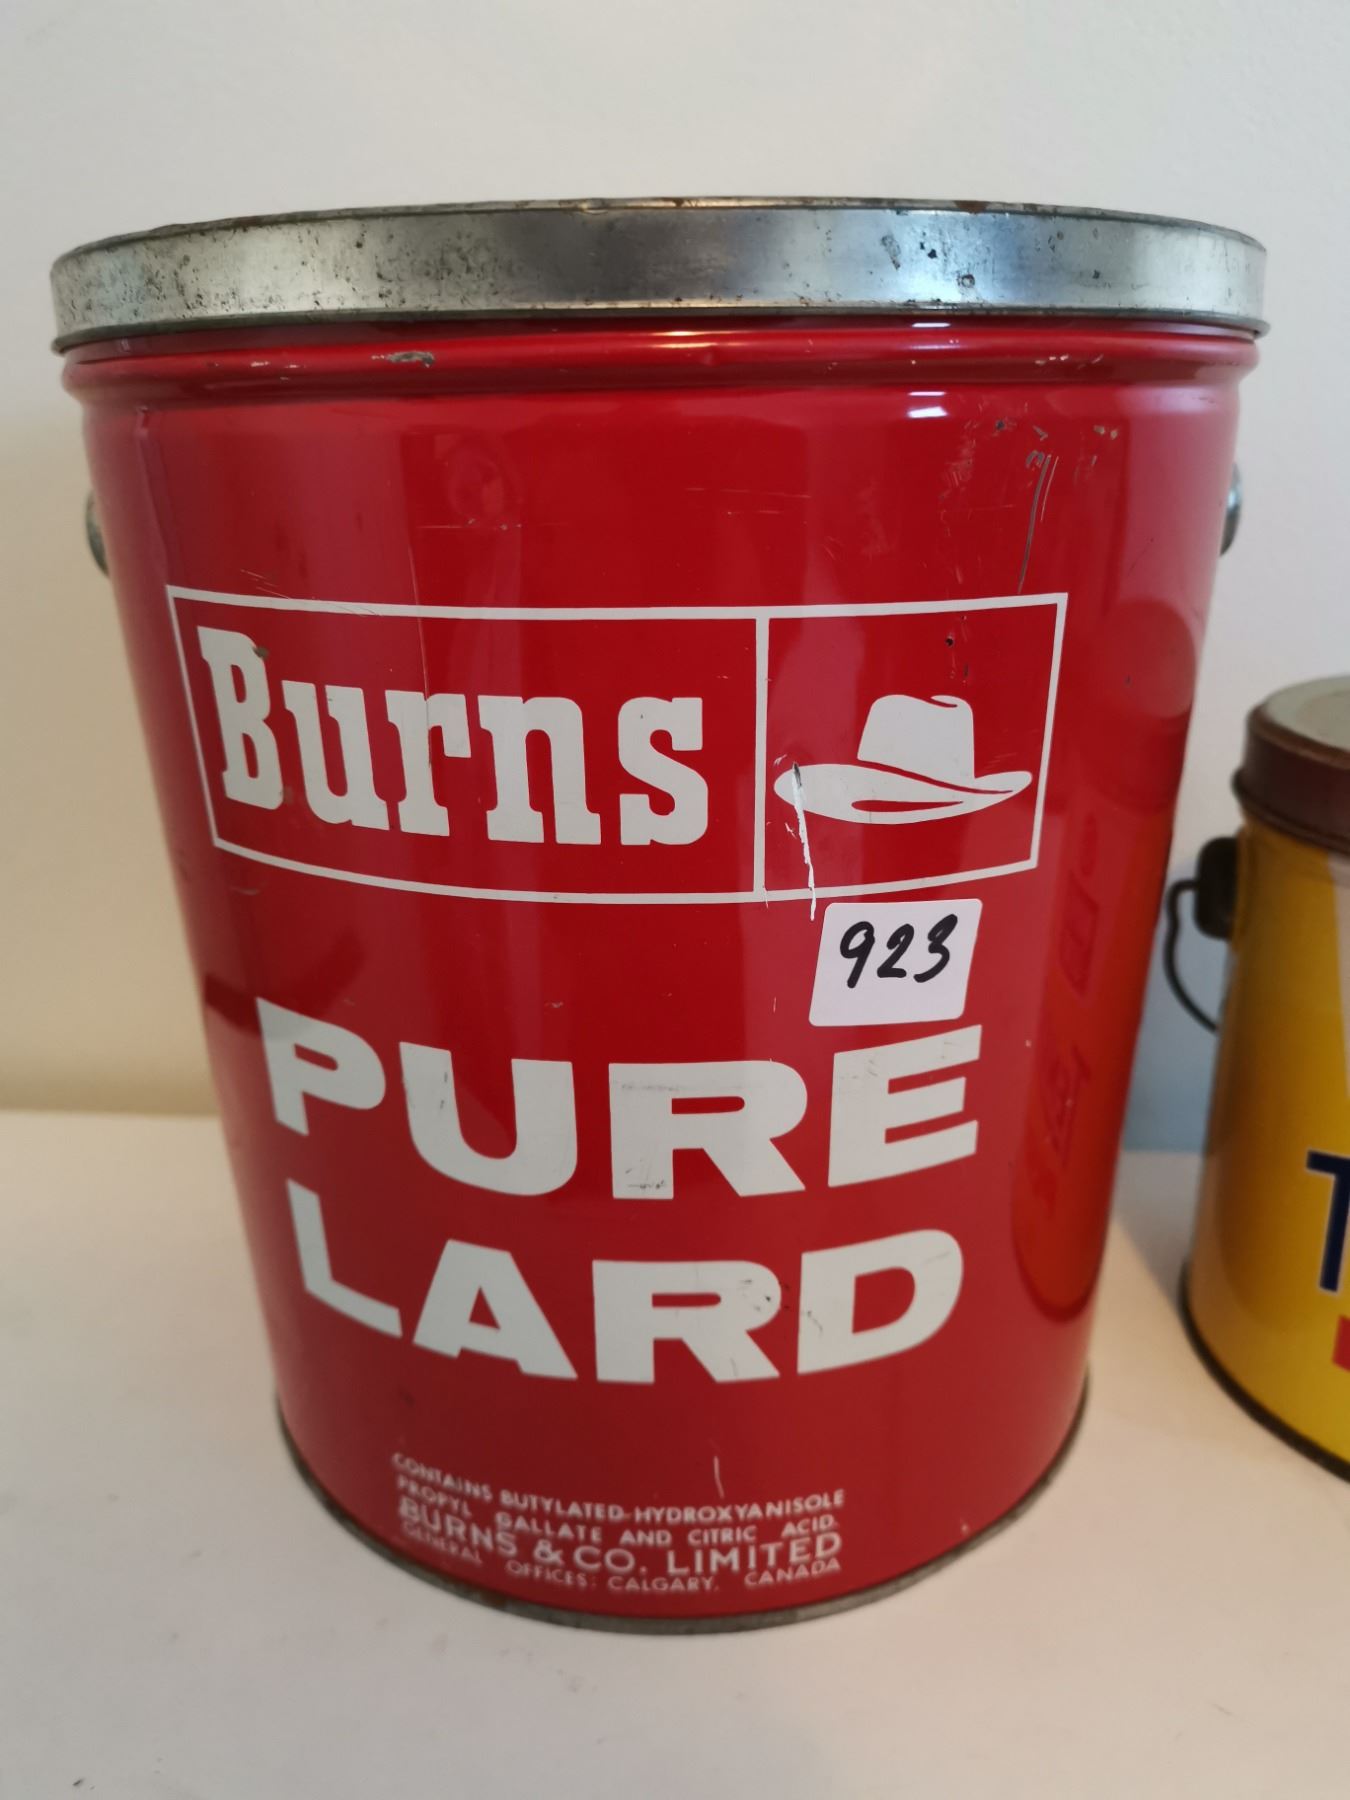 Burns
923
PURE
LARD
CONTAINS BUTYLATED-HYDROXYANISOLE
PROPYL GALLATE AND CITRIC ACID.
BURNS & CO. LIMITED
GENERAL OFFICES: CALGARY, CANADA
T